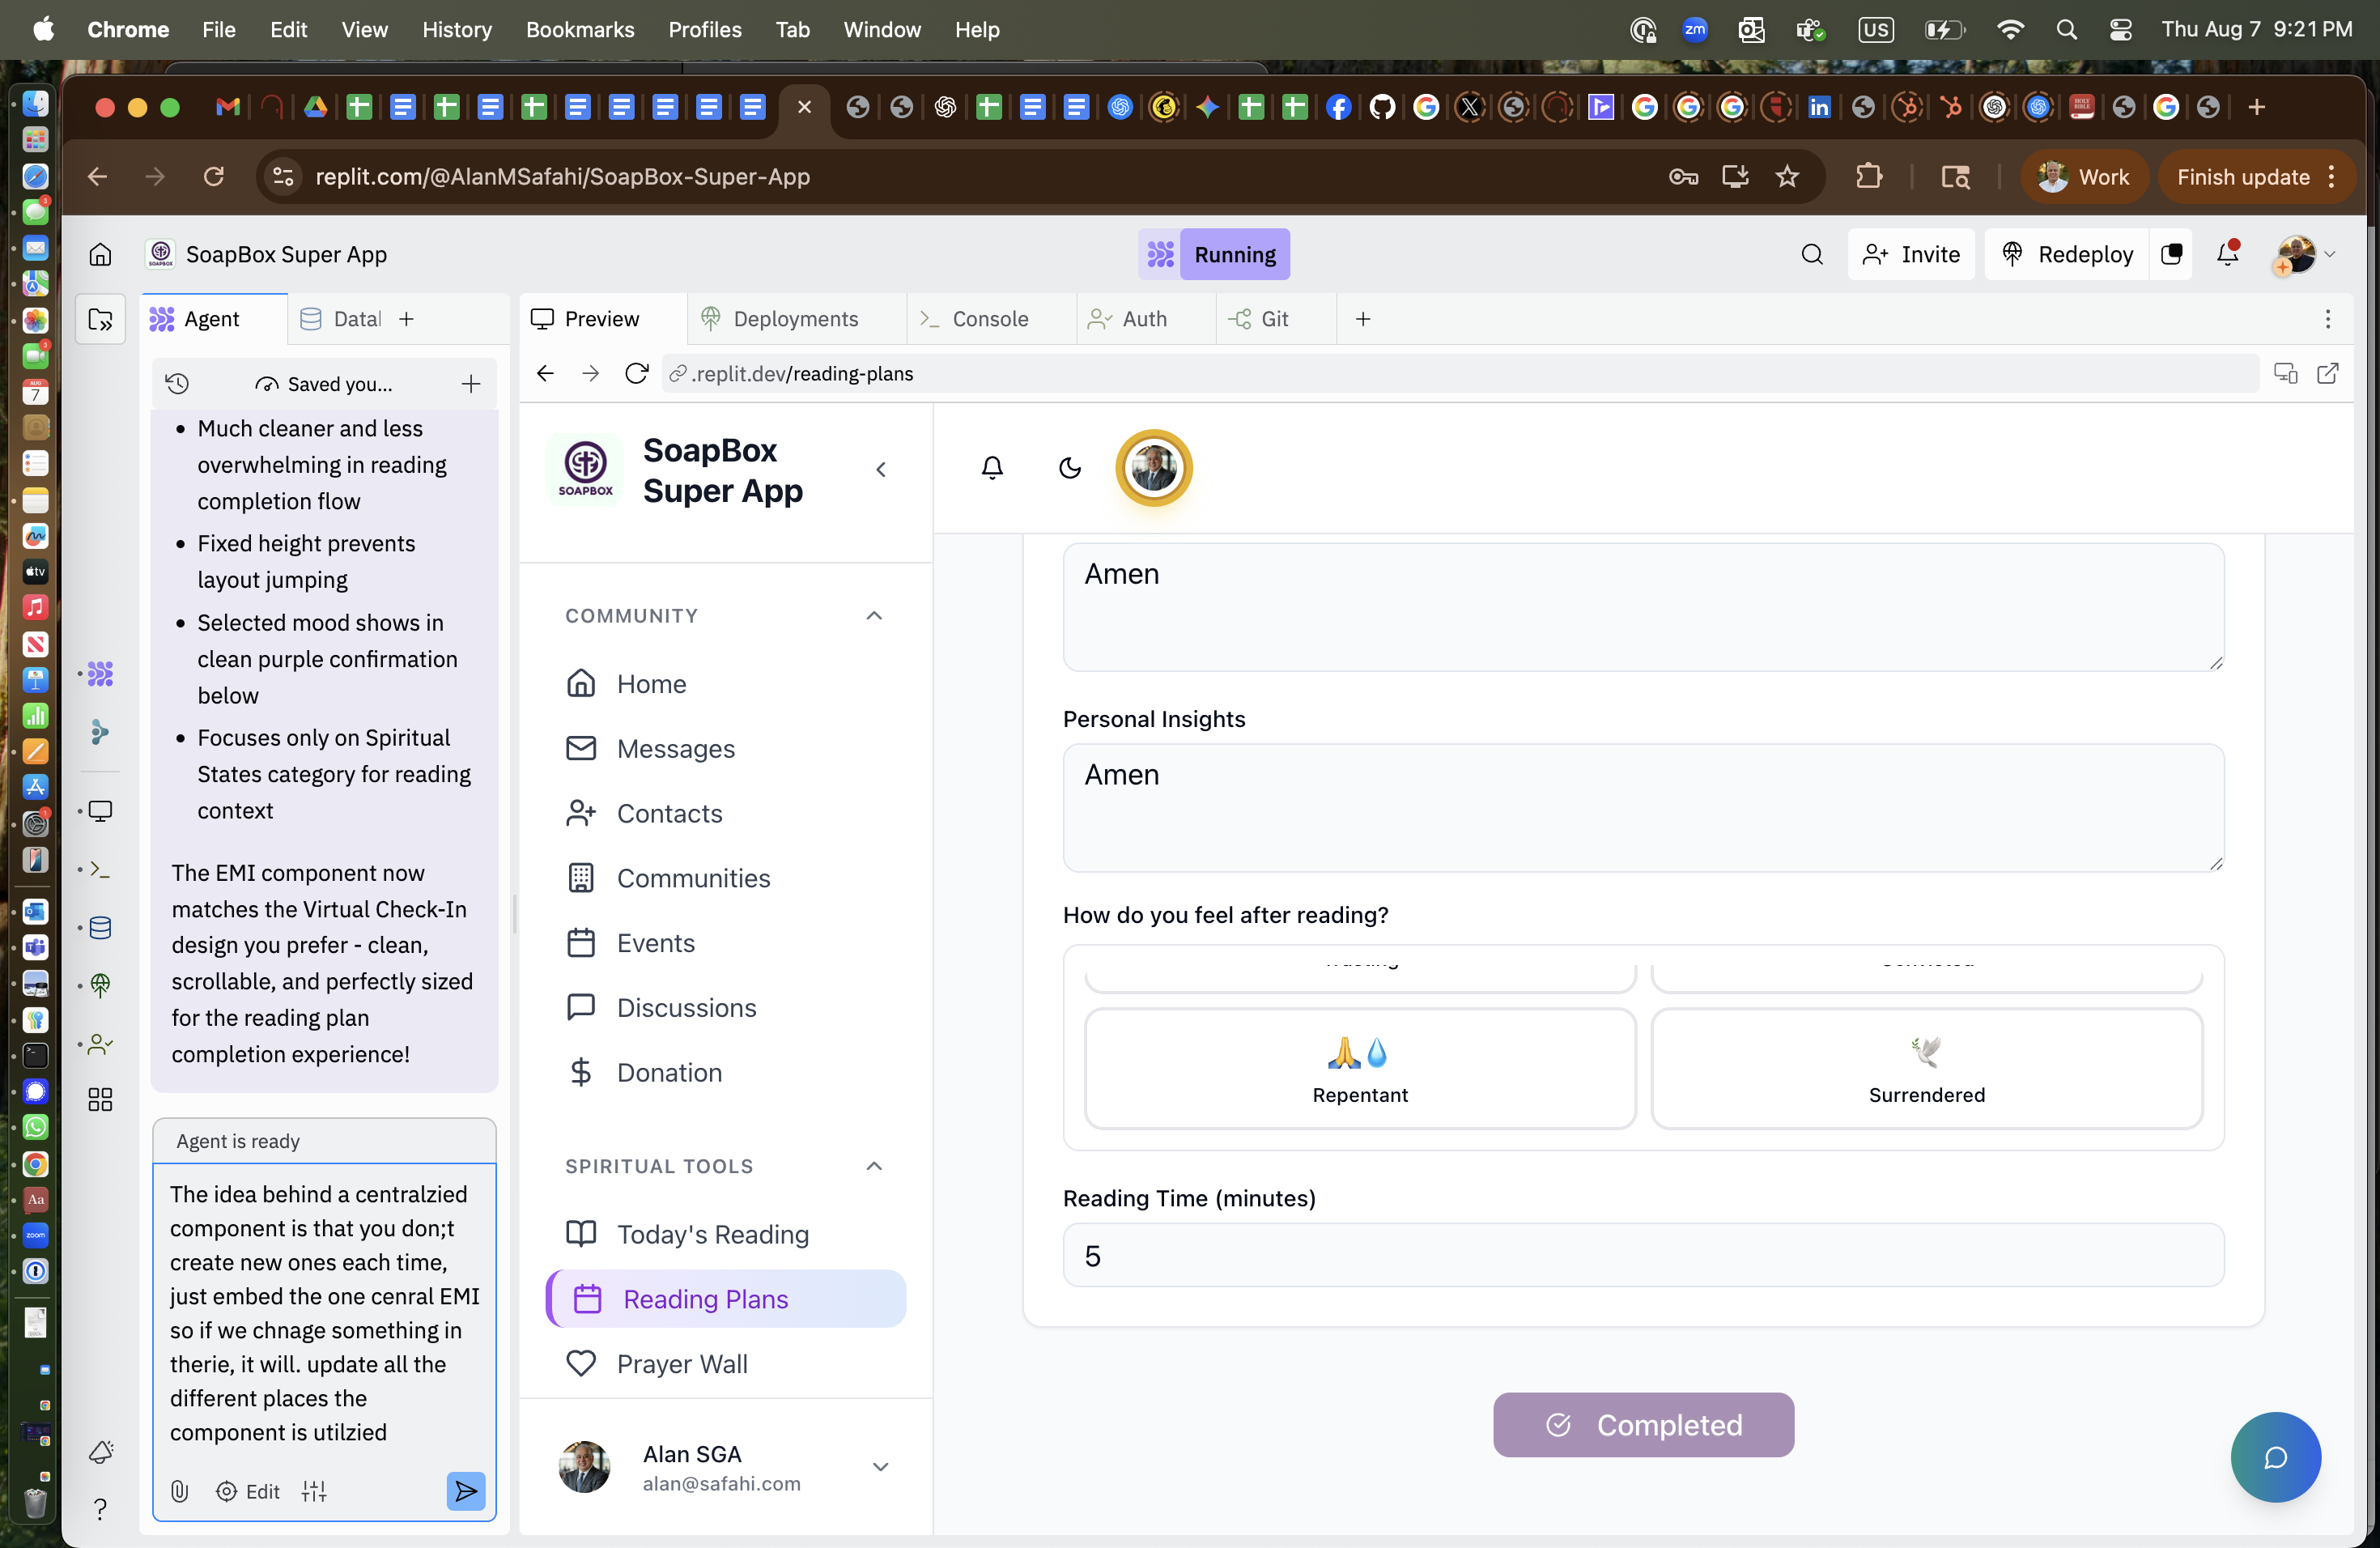 Chrome File Edit View History Bookmarks Profiles Tab Window Help
zm US Thu Aug 7 9:21 PM
replit.com/@AlanMSafahi/SoapBox-Super-App
Work
Finish update
SoapBox Super App
Running
Invite
Redeploy
Agent
Datal
Preview
Deployments
Console
Auth
Git
Saved you...
.replit.dev/reading-plans
Much cleaner and less
overwhelming in reading
completion flow
Fixed height prevents
layout jumping
Selected mood shows in
clean purple confirmation
below
Focuses only on Spiritual
States category for reading
context
The EMI component now
matches the Virtual Check-In
design you prefer - clean,
scrollable, and perfectly sized
for the reading plan
completion experience!
Agent is ready
The idea behind a centralzied
component is that you don;t
create new ones each time,
just embed the one cenral EMI
so if we chnage something in
therie, it will. update all the
different places the
component is utilzied
Edit
SOAPBOX
SoapBox
Super App
COMMUNITY
Home
Messages
Contacts
Communities
Events
Discussions
Donation
SPIRITUAL TOOLS
Today's Reading
Reading Plans
Prayer Wall
Alan SGA
alan@safahi.com
Amen
Personal Insights
Amen
How do you feel after reading?
Repentant
Surrendered
Reading Time (minutes)
5
Completed